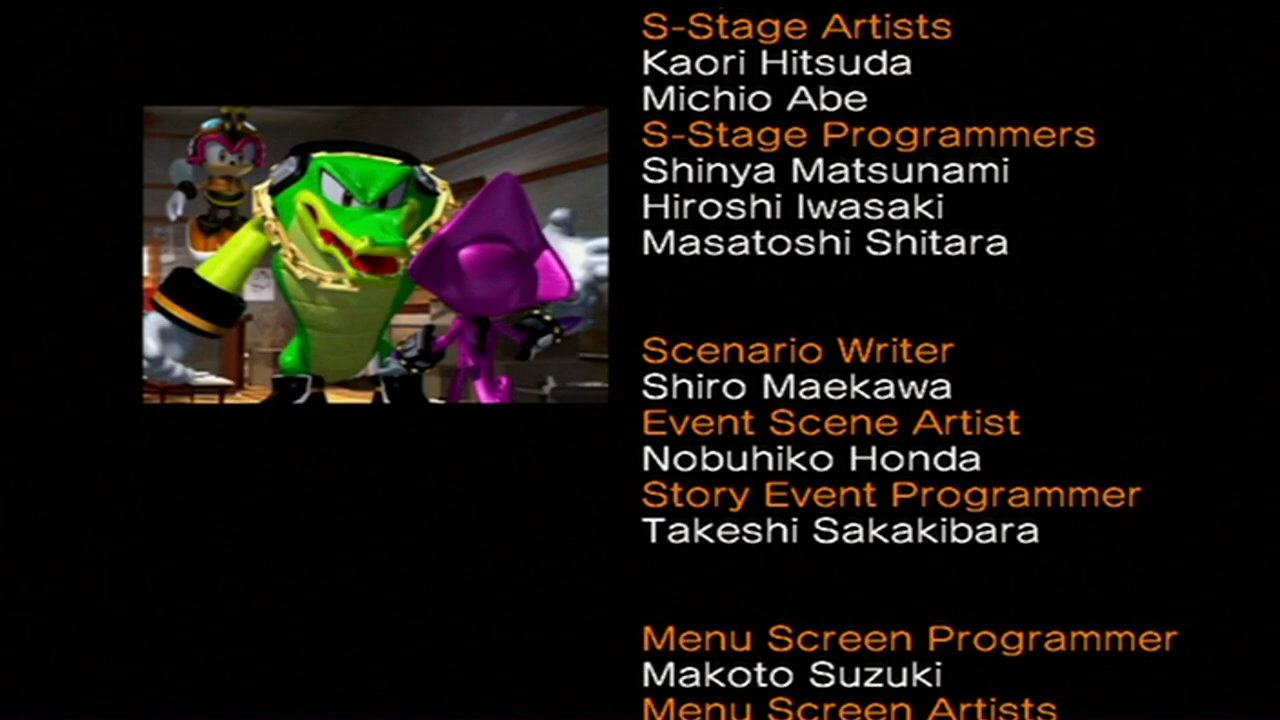 S-Stage Artists
Kaori Hitsuda
Michio Abe
S-Stage Programmers
Shinya Matsunami
Hiroshi Iwasaki
Masatoshi Shitara
Scenario Writer
Shiro Maekawa
Event Scene Artist
Nobuhiko Honda
Story Event Programmer
Takeshi Sakakibara
Menu Screen Programmer
Makoto Suzuki
Menu Screen Artists